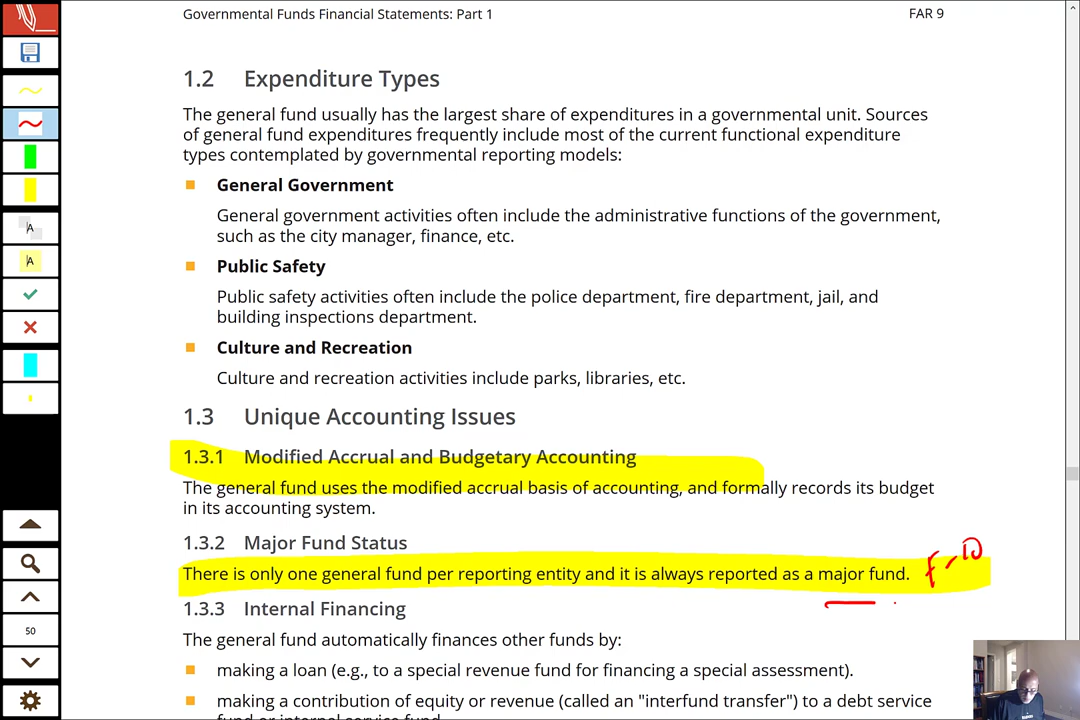 Governmental Funds Financial Statements: Part 1
FAR 9
1.2 Expenditure Types
The general fund usually has the largest share of expenditures in a governmental unit. Sources
of general fund expenditures frequently include most of the current functional expenditure
types contemplated by governmental reporting models:
General Government
General government activities often include the administrative functions of the government,
such as the city manager, finance, etc.
Public Safety
Public safety activities often include the police department, fire department, jail, and
building inspections department.
Culture and Recreation
Culture and recreation activities include parks, libraries, etc.
1.3 Unique Accounting Issues
1.3.1 Modified Accrual and Budgetary Accounting
The general fund uses the modified accrual basis of accounting, and formally records its budget
in its accounting system.
1.3.2 Major Fund Status
There is only one general fund per reporting entity and it is always reported as a major fund.
1.3.3 Internal Financing
The general fund automatically finances other funds by:
making a loan (e.g., to a special revenue fund for financing a special assessment).
making a contribution of equity or revenue (called an "interfund transfer") to a debt service
fund or internal service fund.
A
A
50